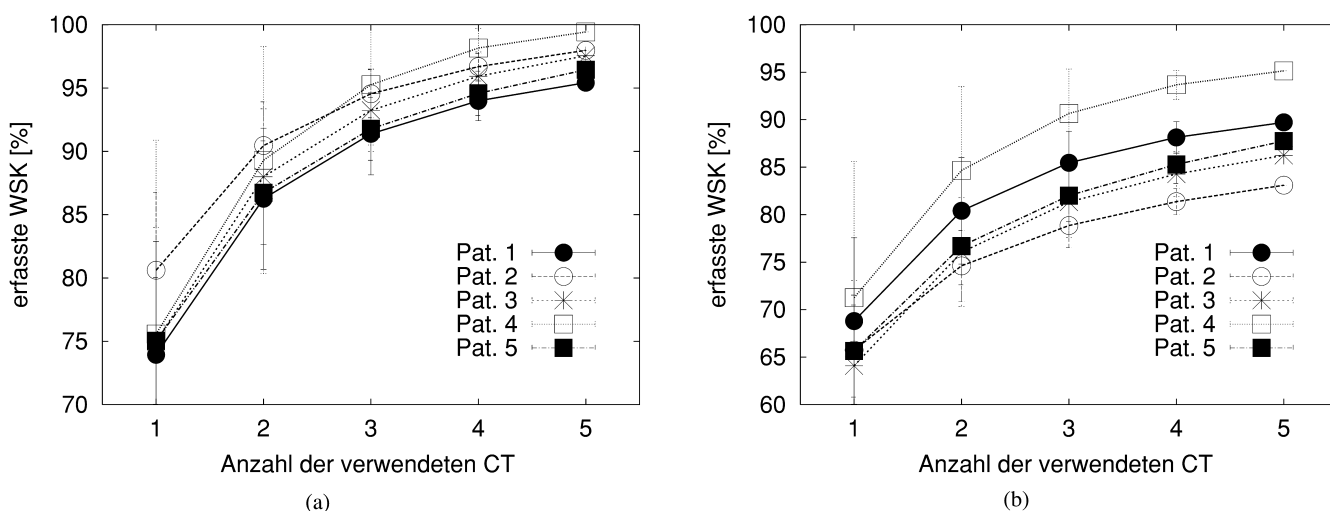 100
95
90
85
80
75
70
erfasste WSK [%]
Pat. 1
Pat. 2
Pat. 3
Pat. 4
Pat. 5
1 2 3 4 5
Anzahl der verwendeten CT
(a)
100
95
90
85
80
75
70
65
60
erfasste WSK [%]
Pat. 1
Pat. 2
Pat. 3
Pat. 4
Pat. 5
1 2 3 4 5
Anzahl der verwendeten CT
(b)